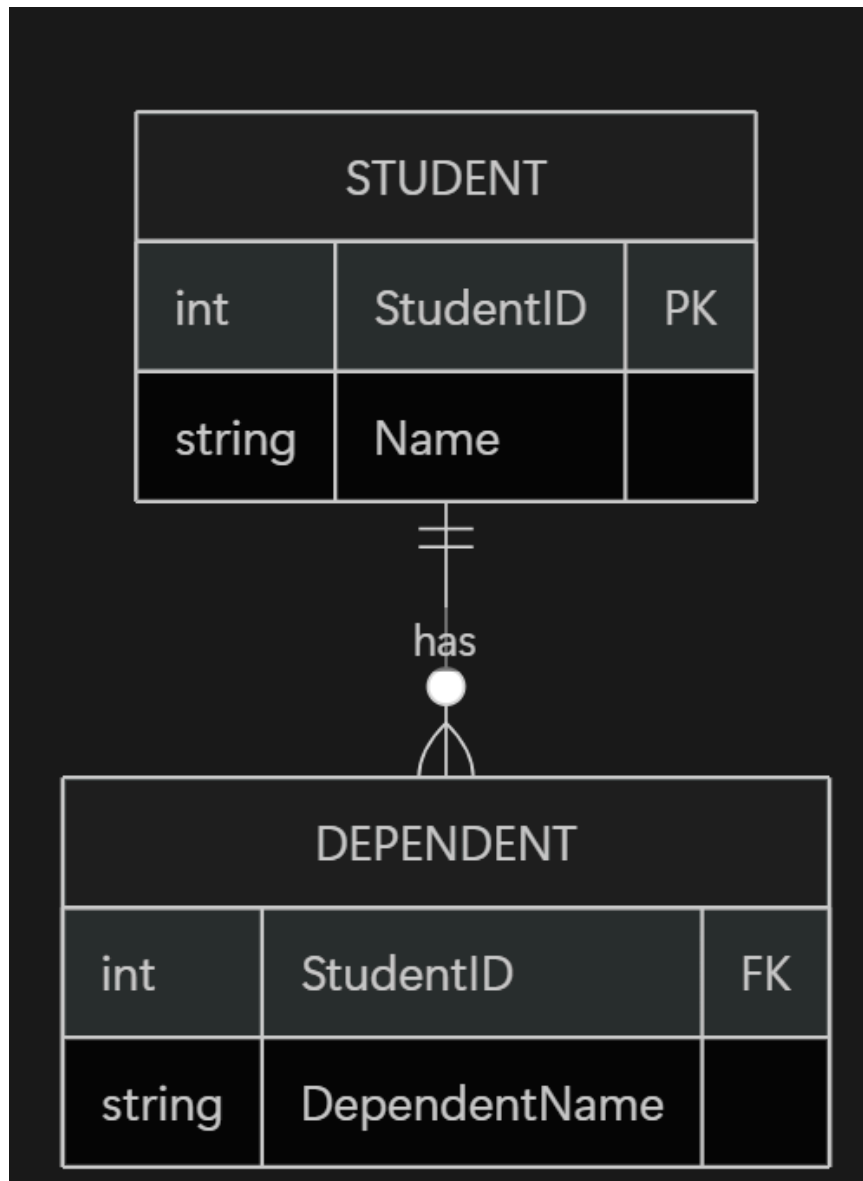 STUDENT
int StudentID PK
string Name
has
DEPENDENT
int StudentID FK
string DependentName